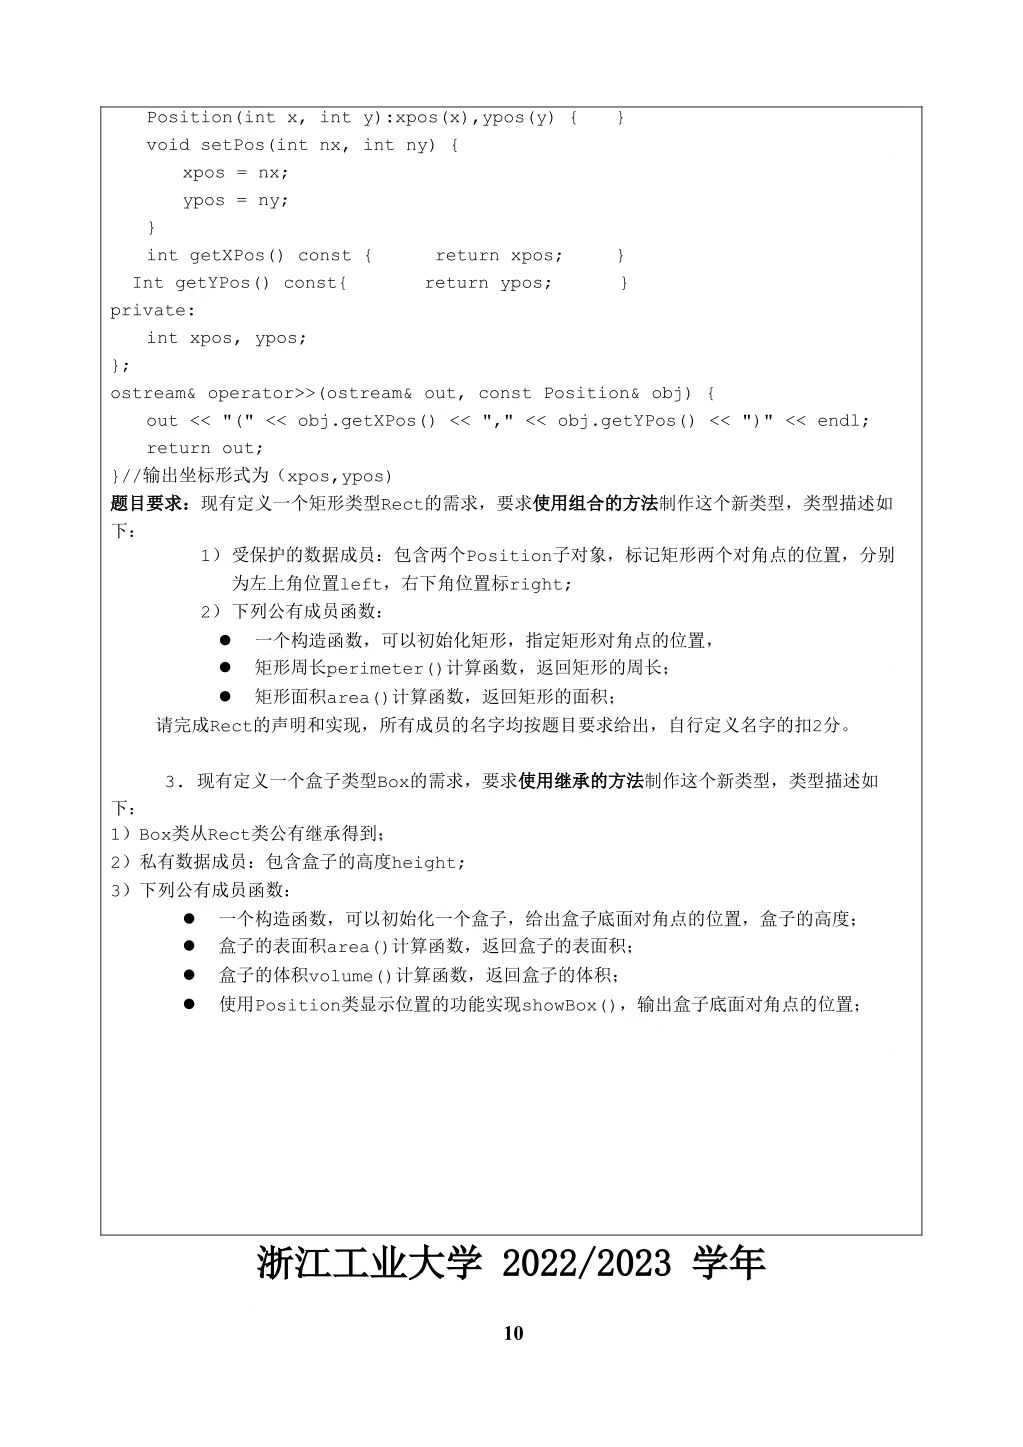 Position(int x, int y):xpos(x),ypos(y) { }
void setPos(int nx, int ny) {
xpos = nx;
ypos = ny;
}
int getXPos() const { return xpos; }
Int getYPos() const{ return ypos; }
private:
int xpos, ypos;
};
ostream& operator>>(ostream& out, const Position& obj) {
out << "(" << obj.getXPos() << "," << obj.getYPos() << ")" << endl;
return out;
}//输出坐标形式为（xpos,ypos)
题目要求：现有定义一个矩形类型Rect的需求，要求使用组合的方法制作这个新类型，类型描述如
下：
1）受保护的数据成员：包含两个Position子对象，标记矩形两个对角点的位置，分别
为左上角位置left，右下角位置标right;
2）下列公有成员函数：
● 一个构造函数，可以初始化矩形，指定矩形对角点的位置，
● 矩形周长perimeter()计算函数，返回矩形的周长；
● 矩形面积area()计算函数，返回矩形的面积；
请完成Rect的声明和实现，所有成员的名字均按题目要求给出，自行定义名字的扣2分。
3. 现有定义一个盒子类型Box的需求，要求使用继承的方法制作这个新类型，类型描述如
下：
1）Box类从Rect类公有继承得到；
2）私有数据成员：包含盒子的高度height;
3）下列公有成员函数：
● 一个构造函数，可以初始化一个盒子，给出盒子底面对角点的位置，盒子的高度；
● 盒子的表面积area()计算函数，返回盒子的表面积；
● 盒子的体积volume()计算函数，返回盒子的体积；
● 使用Position类显示位置的功能实现showBox()，输出盒子底面对角点的位置；
浙江工业大学 2022/2023 学年
10